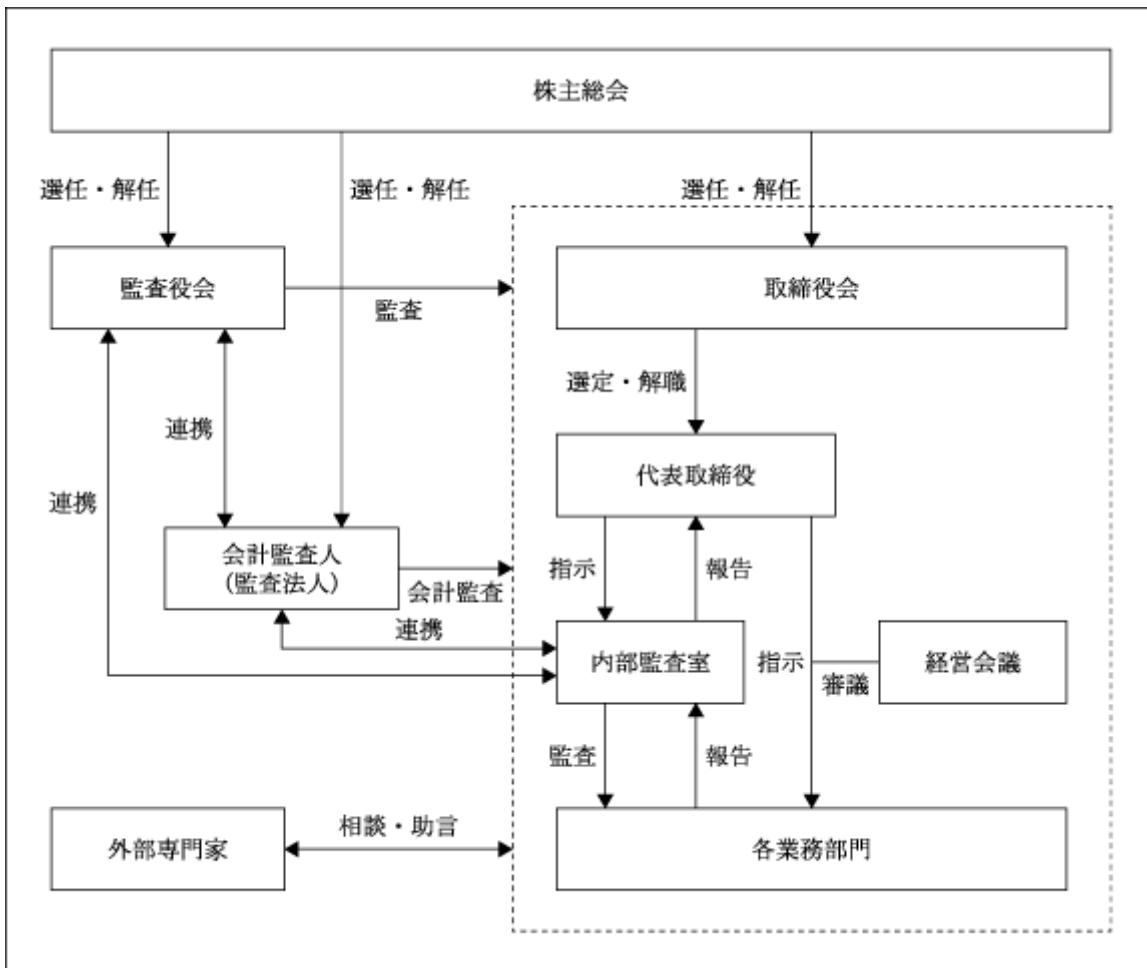 株主総会
選任・解任
選任・解任
選任・解任
監査役会
監査
取締役会
選定・解職
連携
代表取締役
連携
会計監査人
(監査法人)
会計監査
指示
報告
連携
内部監査室
指示
審議
経営会議
監査
報告
外部専門家
相談・助言
各業務部門